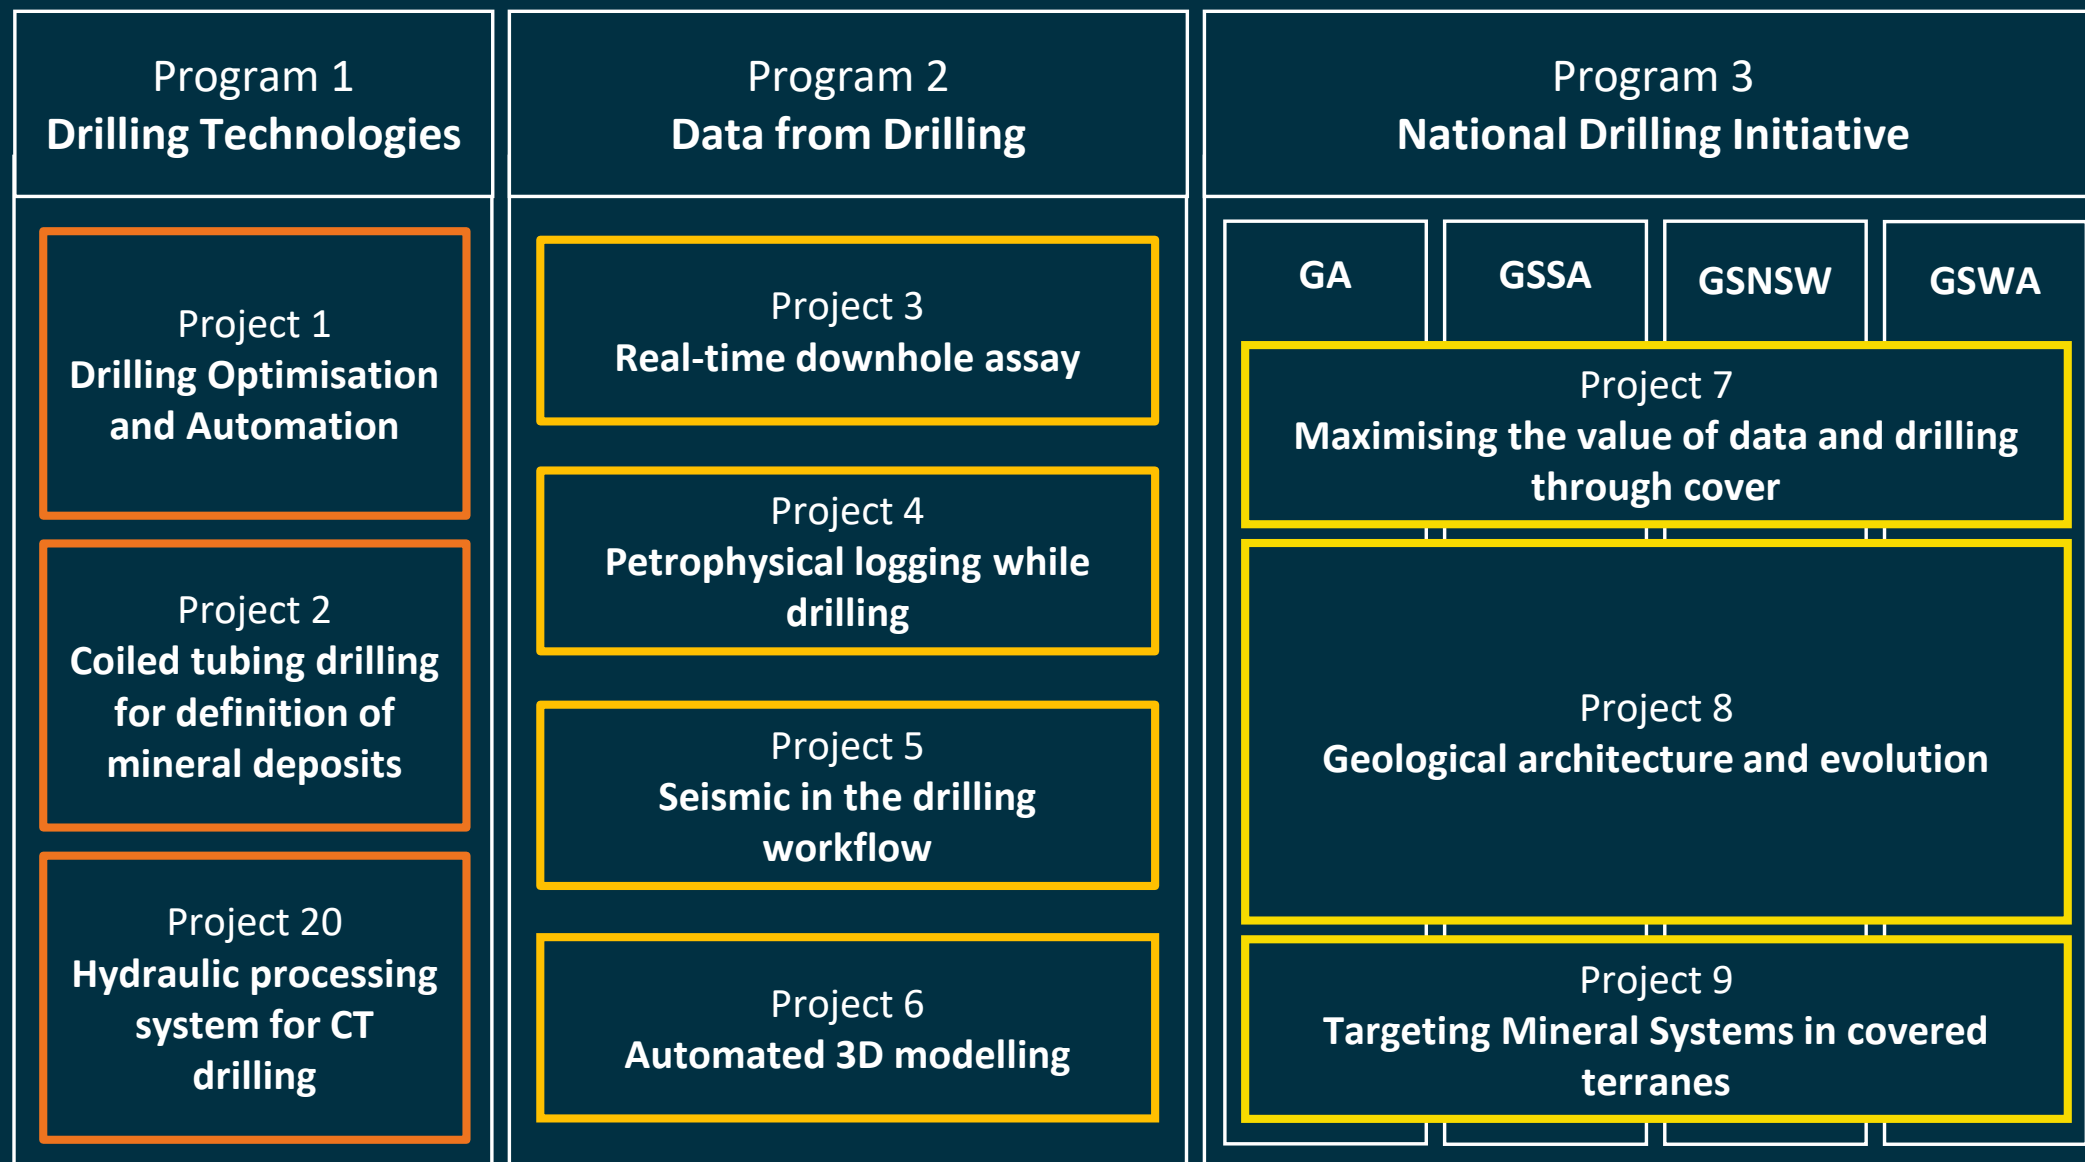 Program 1
Drilling Technologies
Project 1
Drilling Optimisation
and Automation
Project 2
Coiled tubing drilling
for definition of
mineral deposits
Project 20
Hydraulic processing
system for CT
drilling
Program 2
Data from Drilling
Project 3
Real-time downhole assay
Project 4
Petrophysical logging while
drilling
Project 5
Seismic in the drilling
workflow
Project 6
Automated 3D modelling
Program 3
National Drilling Initiative
GA
GSSA
GSNSW
GSWA
Project 7
Maximising the value of data and drilling
through cover
Project 8
Geological architecture and evolution
Project 9
Targeting Mineral Systems in covered
terranes